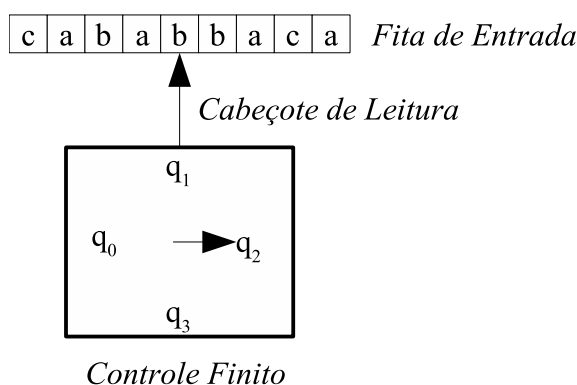 c a b a b b a c a Fita de Entrada
Cabeçote de Leitura
q1
q0 q2
q3
Controle Finito